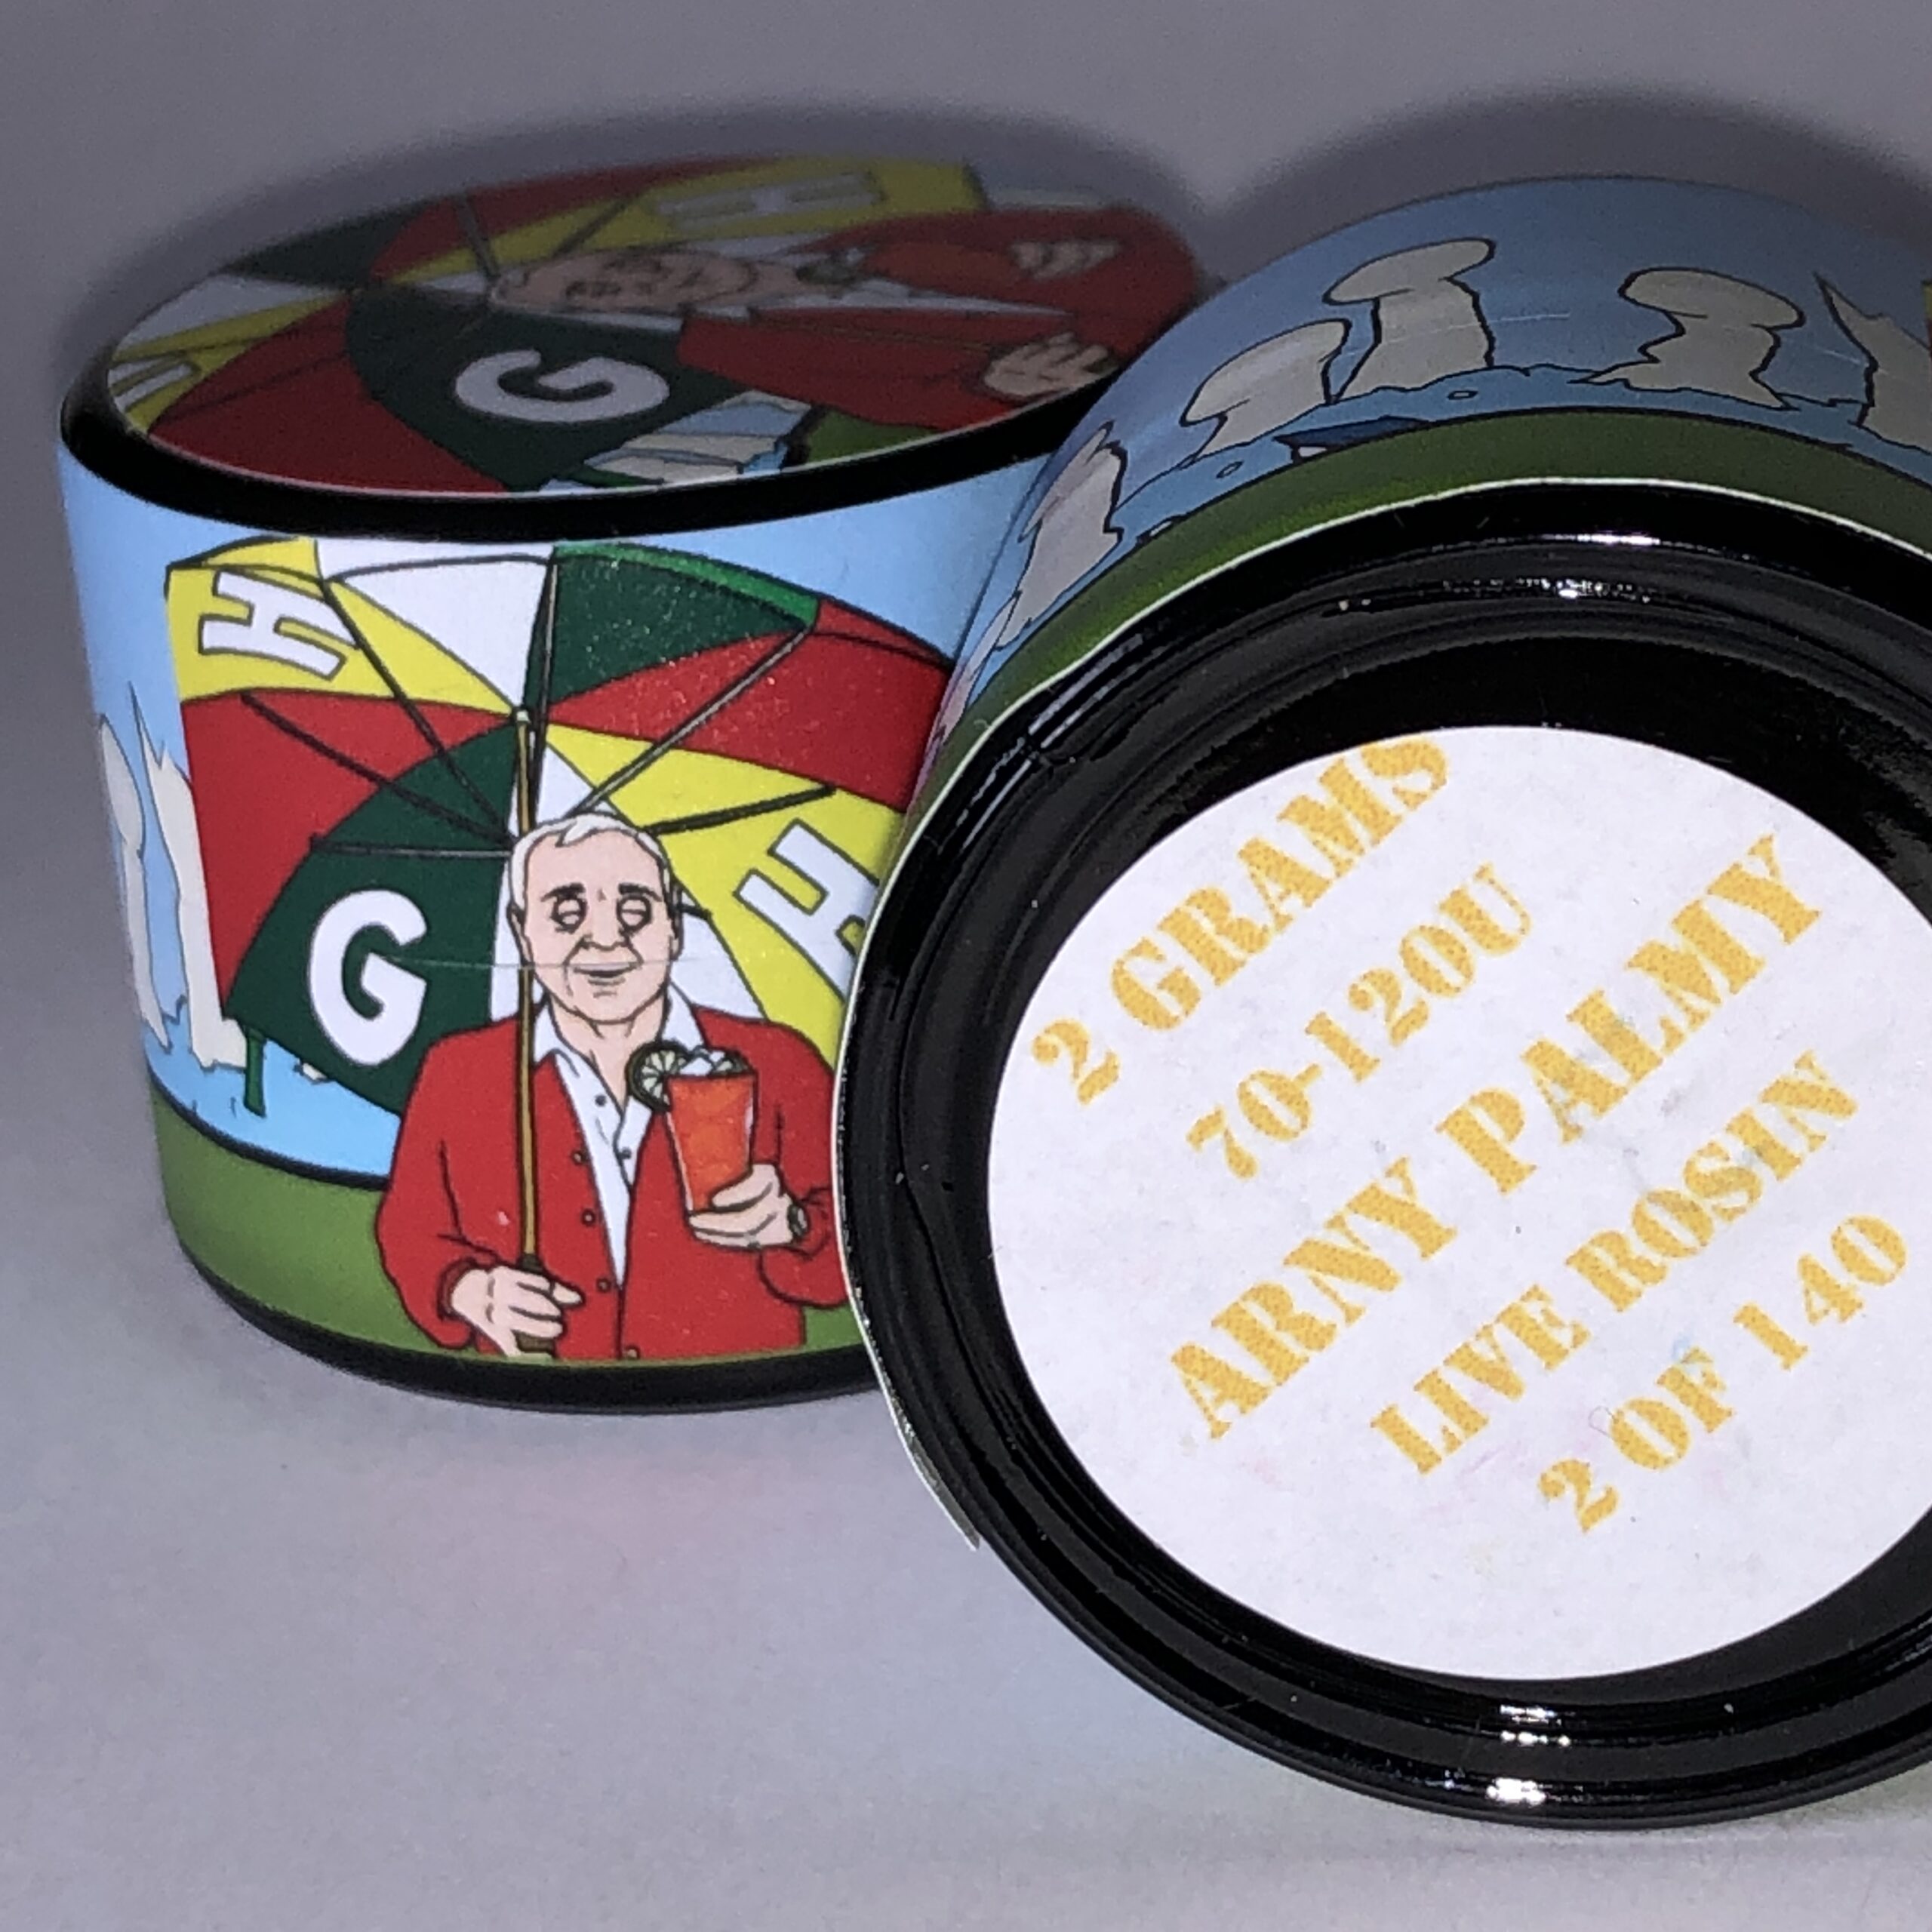 H
G
H
G
H
2 GRAMS
70-120U
ARNY PALMY
LIVE ROSIN
2 OF 140